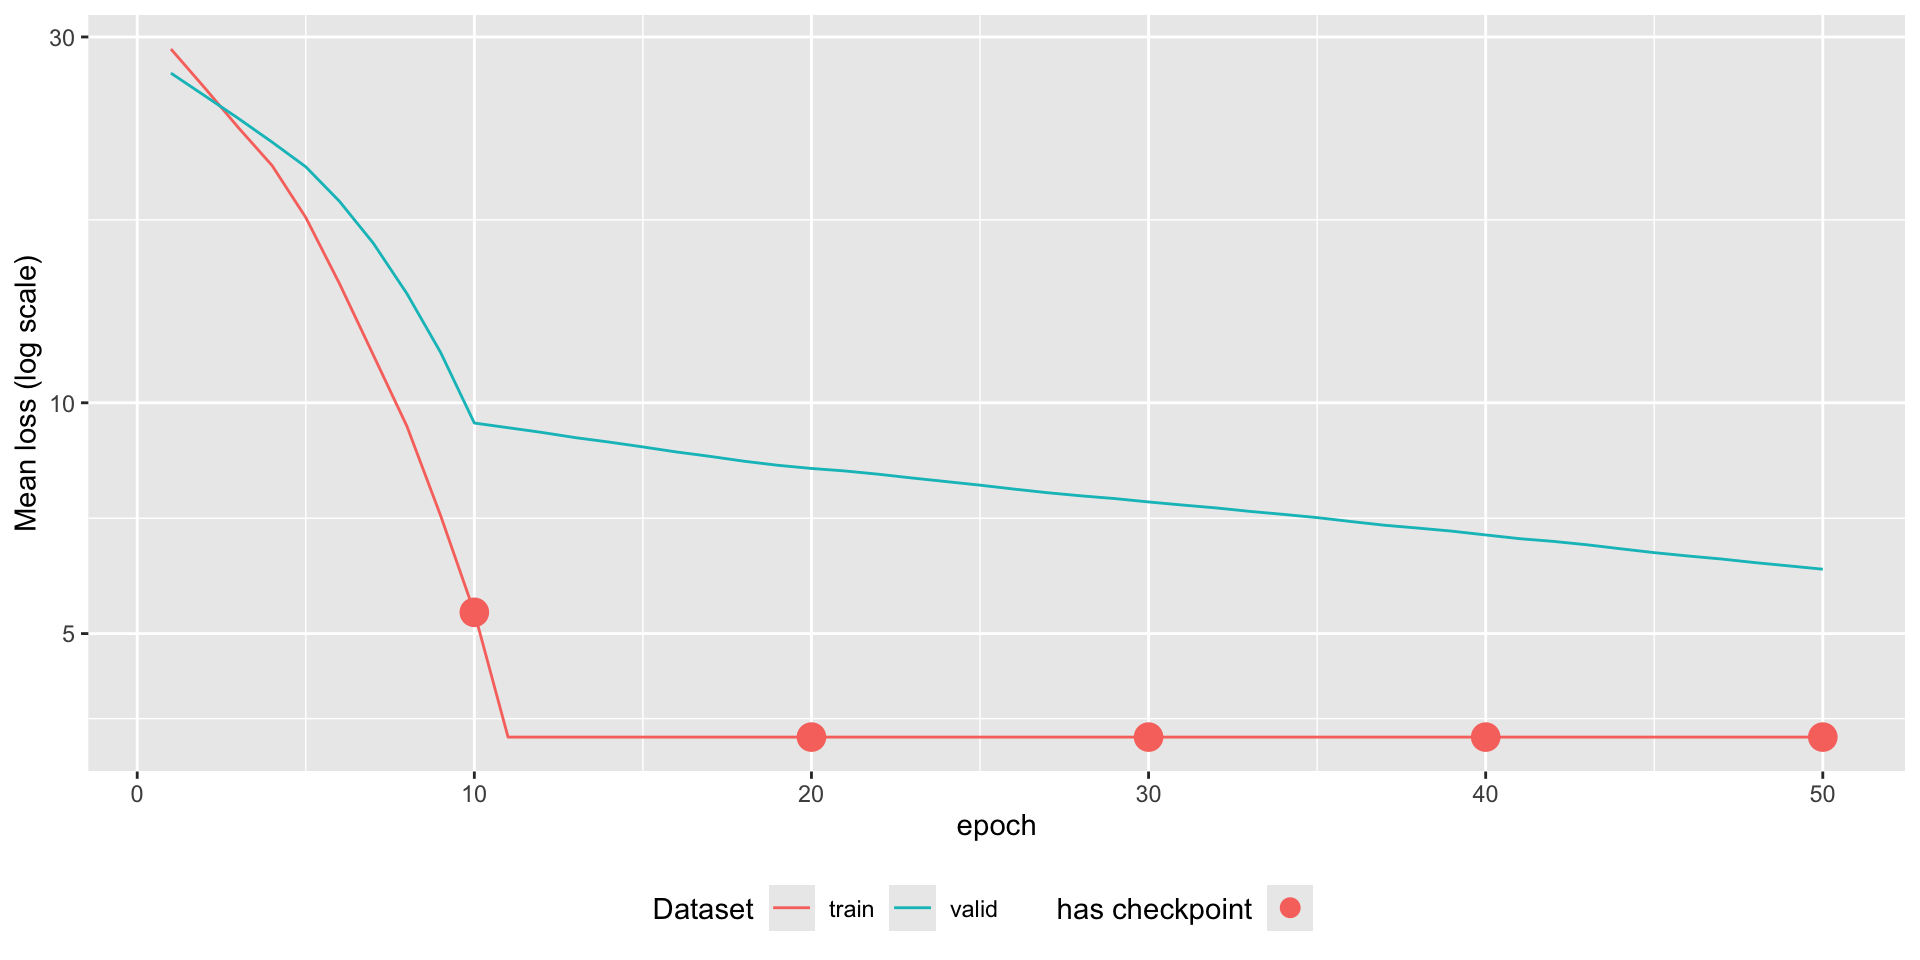 Mean loss (log scale)
30
10
5
0 10 20 30 40 50
epoch
Dataset train valid has checkpoint